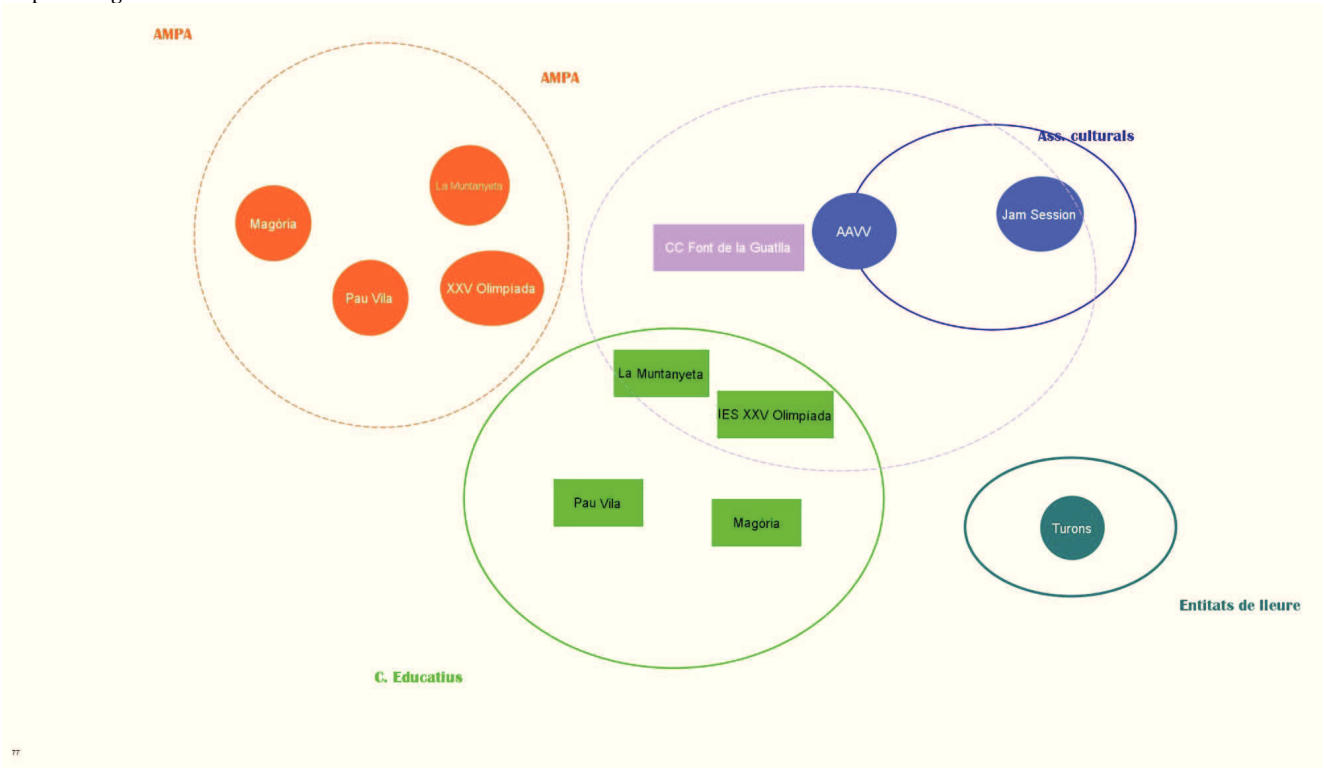 AMPA
AMPA
Ass. culturals
La Muntanyeta
Magòria
Jam Session
AAVV
CC Font de la Guatlla
XXV Olimpiada
Pau Vila
La Muntanyeta
IES XXV Olimpíada
Pau Vila
Magòria
Turons
Entitats de lleure
C. Educatius
77